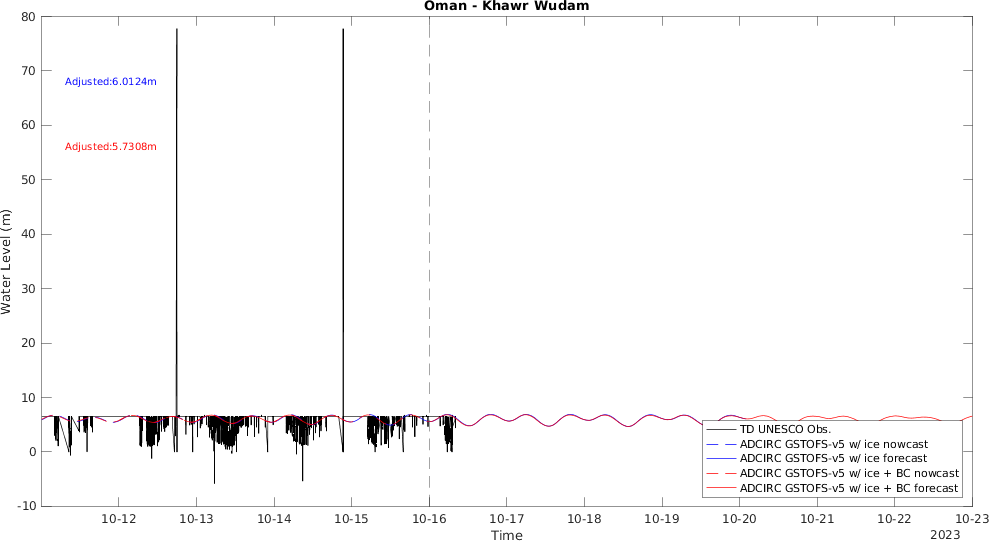 Oman - Khawr Wudam
80
70
60
50
40
30
20
10
0
-10
Water Level (m)
Adjusted:6.0124m
Adjusted:5.7308m
TD UNESCO Obs.
ADCIRC GSTOFS-v5 w/ ice nowcast
ADCIRC GSTOFS-v5 w/ ice forecast
ADCIRC GSTOFS-v5 w/ ice + BC nowcast
ADCIRC GSTOFS-v5 w/ ice + BC forecast
10-12 10-13 10-14 10-15 10-16 10-17 10-18 10-19 10-20 10-21 10-22 10-23
Time
2023